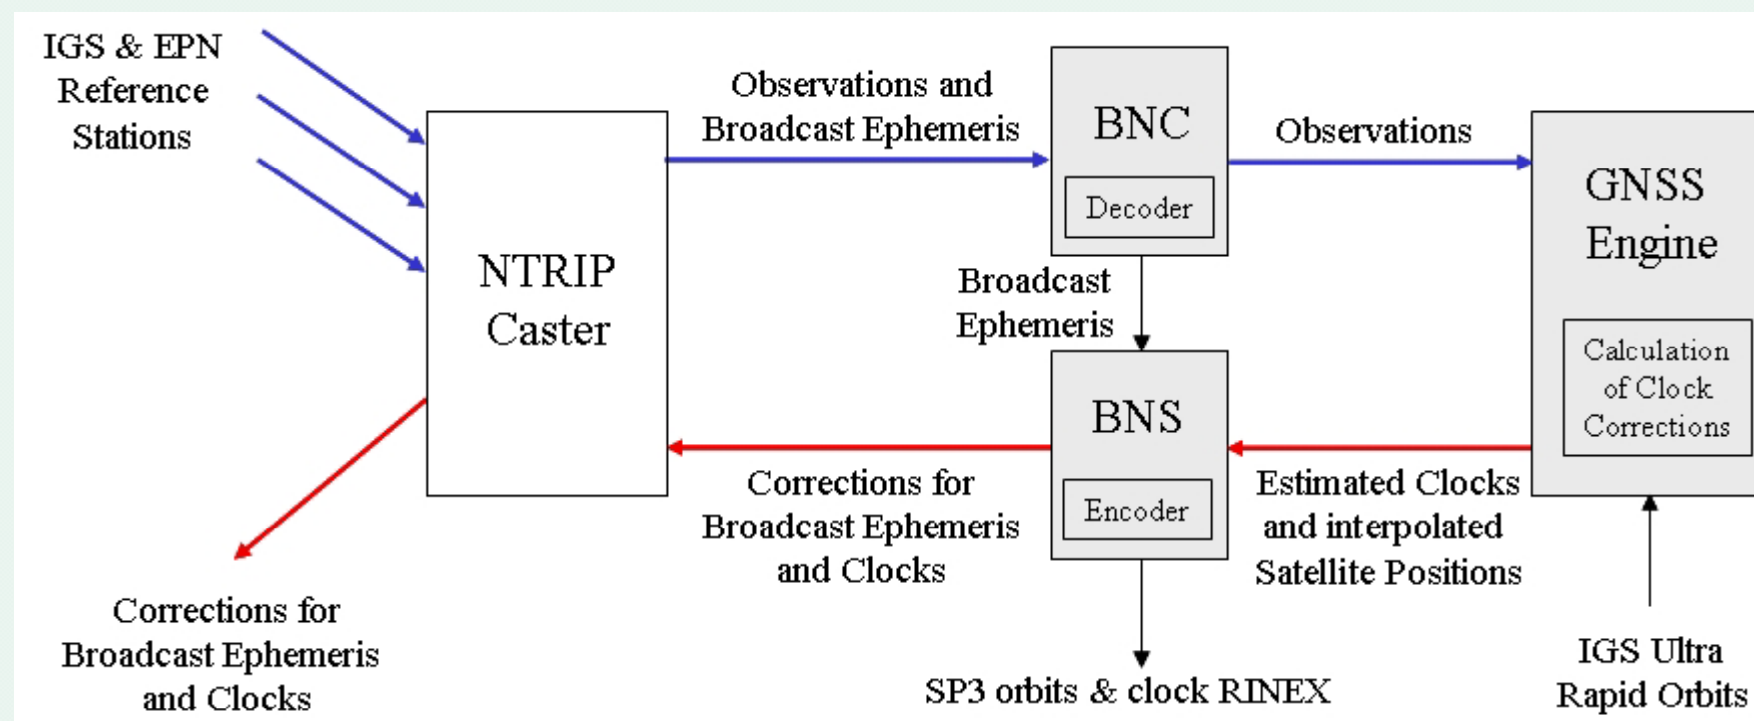 IGS & EPN
Reference
Stations
NTRIP
Caster
Observations and
Broadcast Ephemeris
BNC
Decoder
Observations
GNSS
Engine
Calculation
of Clock
Corrections
Broadcast
Ephemeris
BNS
Encoder
Corrections for
Broadcast Ephemeris
and Clocks
Estimated Clocks
and interpolated
Satellite Positions
Corrections for
Broadcast Ephemeris
and Clocks
SP3 orbits & clock RINEX
IGS Ultra
Rapid Orbits